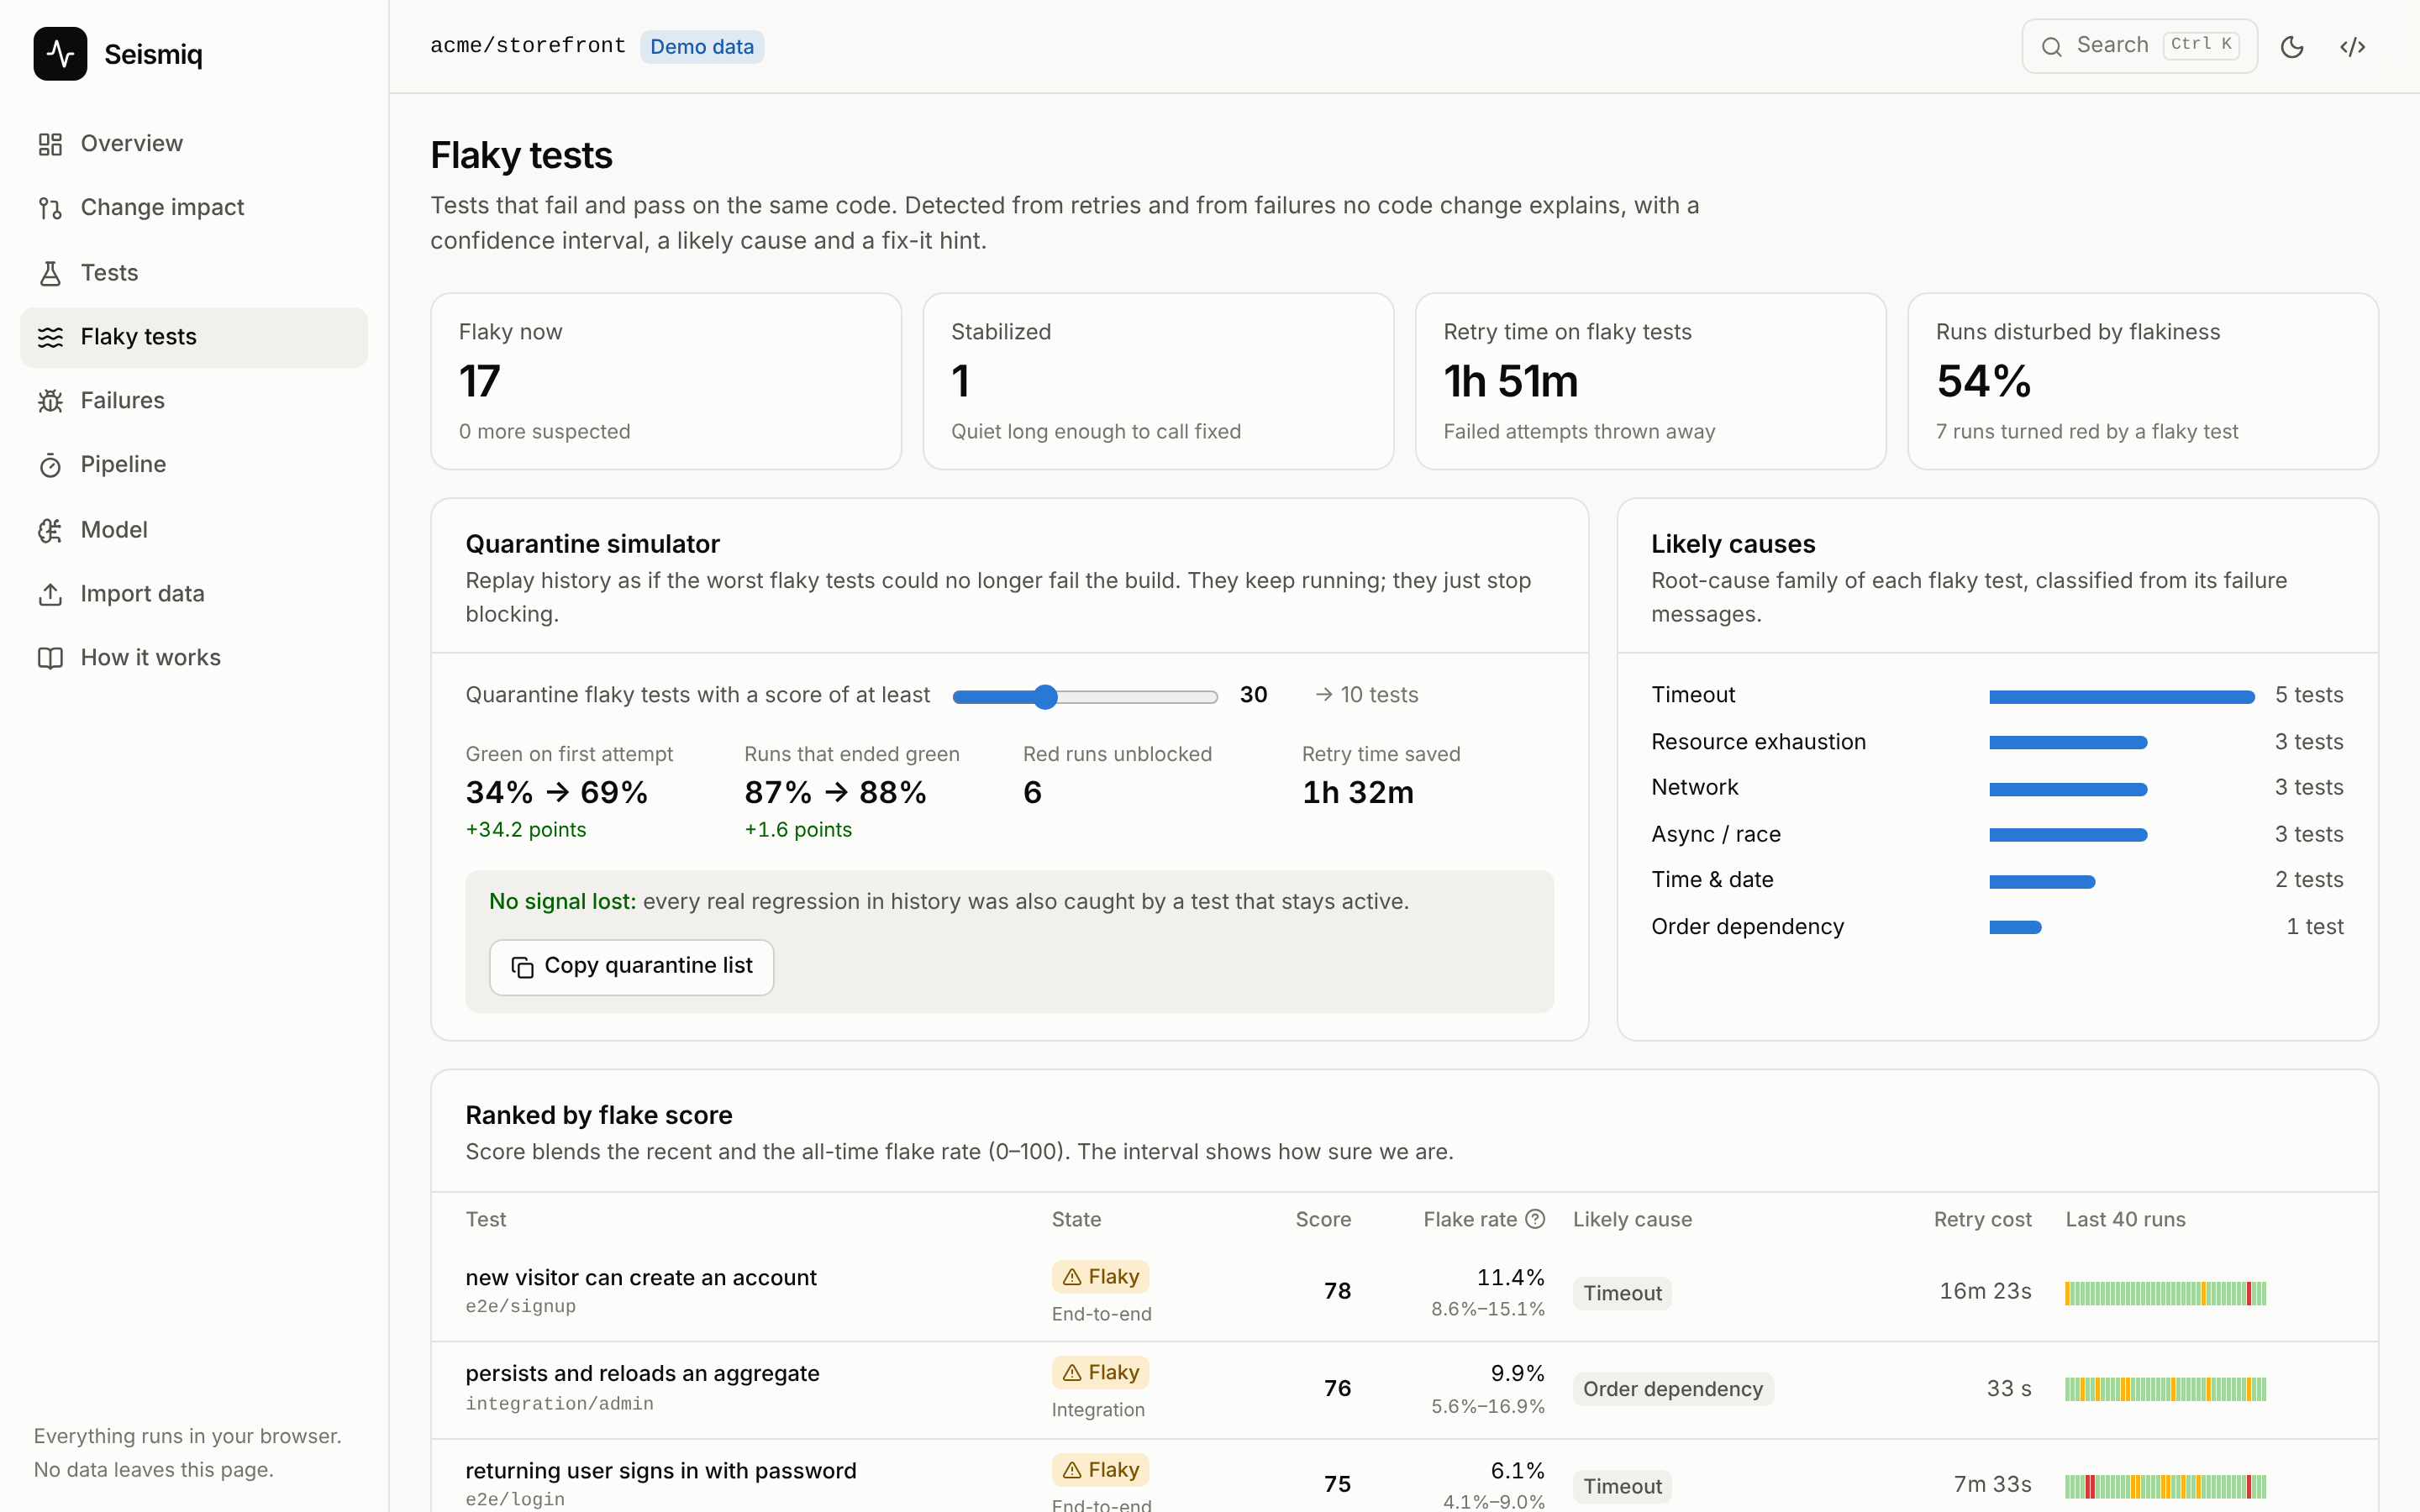 Seismiq
Overview
Change impact
Tests
Flaky tests
Failures
Pipeline
Model
Import data
How it works
Everything runs in your browser.
No data leaves this page.
acme/storefront
Demo data
Search
Ctrl K
Flaky tests
Tests that fail and pass on the same code. Detected from retries and from failures no code change explains, with a
confidence interval, a likely cause and a fix-it hint.
Flaky now
17
0 more suspected
Stabilized
1
Quiet long enough to call fixed
Retry time on flaky tests
1h 51m
Failed attempts thrown away
Runs disturbed by flakiness
54%
7 runs turned red by a flaky test
Quarantine simulator
Replay history as if the worst flaky tests could no longer fail the build. They keep running; they just stop
blocking.
Quarantine flaky tests with a score of at least 30 → 10 tests
Green on first attempt
34% → 69%
+34.2 points
Runs that ended green
87% → 88%
+1.6 points
Red runs unblocked
6
Retry time saved
1h 32m
No signal lost: every real regression in history was also caught by a test that stays active.
Copy quarantine list
Likely causes
Root-cause family of each flaky test, classified from its failure
messages.
Timeout 5 tests
Resource exhaustion 3 tests
Network 3 tests
Async / race 3 tests
Time & date 2 tests
Order dependency 1 test
Ranked by flake score
Score blends the recent and the all-time flake rate (0–100). The interval shows how sure we are.
Test State Score Flake rate Likely cause Retry cost Last 40 runs
new visitor can create an account
e2e/signup
Flaky
End-to-end
78
11.4%
8.6%–15.1%
Timeout
16m 23s
persists and reloads an aggregate
integration/admin
Flaky
Integration
76
9.9%
5.6%–16.9%
Order dependency
33 s
returning user signs in with password
e2e/login
Flaky
End-to-end
75
6.1%
4.1%–9.0%
Timeout
7m 33s